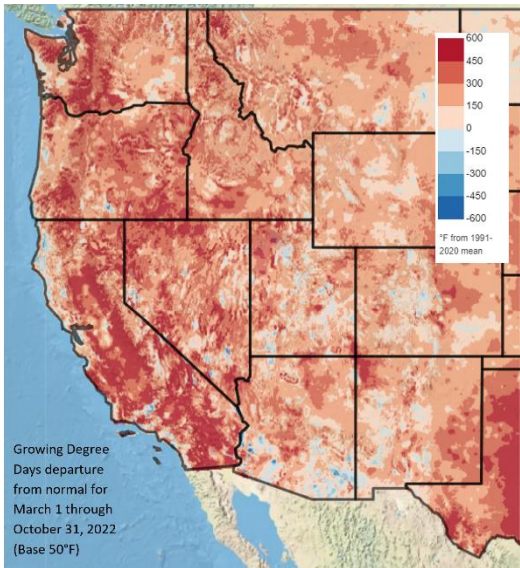 600
450
300
150
0
-150
-300
-450
-600
°F from 1991-
2020 mean
Growing Degree
Days departure
from normal for
March 1 through
October 31, 2022
(Base 50°F)